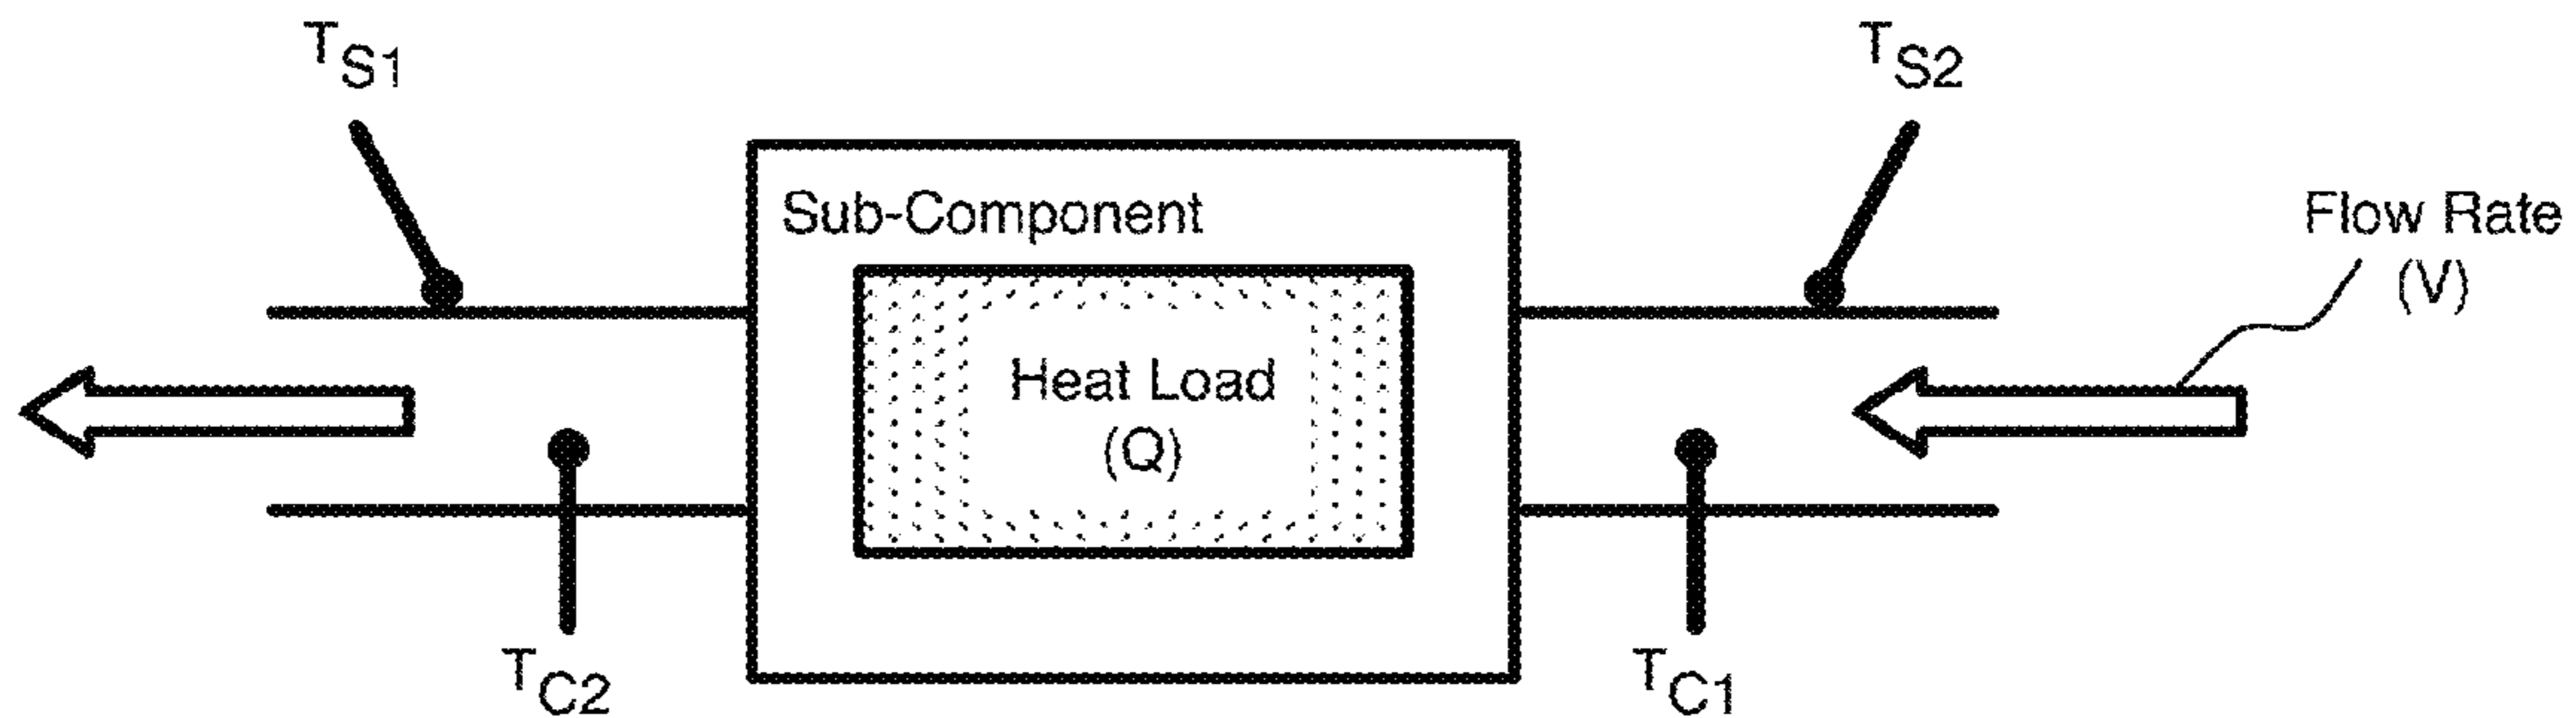 TS1
TS2
Sub-Component
Flow Rate
(V)
Heat Load
(Q)
TC2
TC1